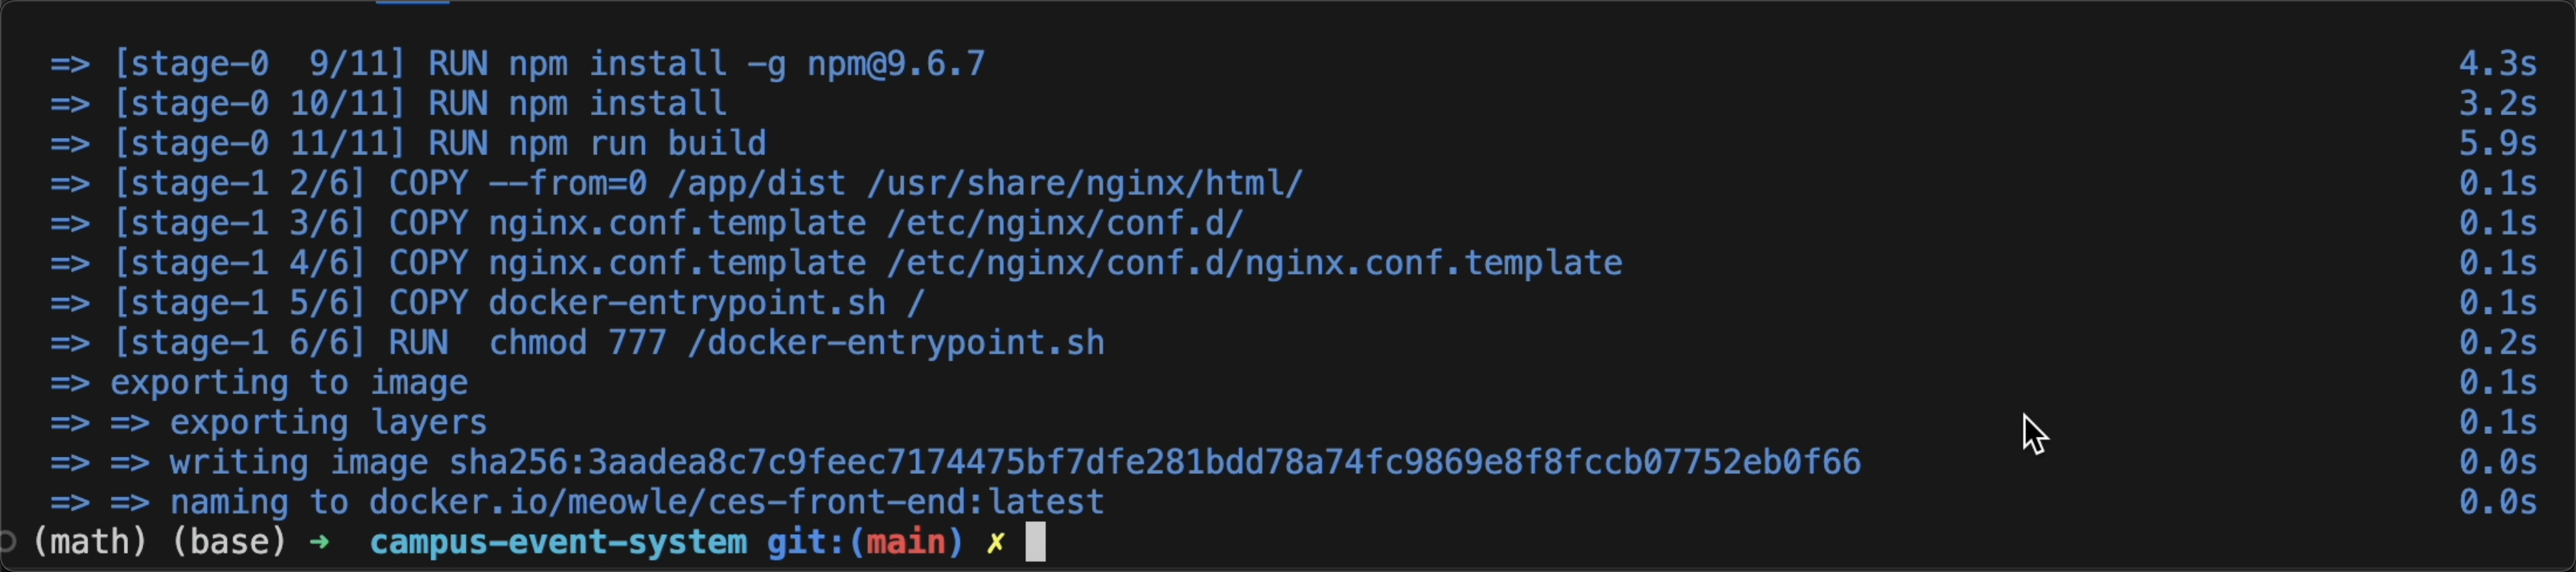 => [stage-0  9/11] RUN npm install -g npm@9.6.7 4.3s
=> [stage-0 10/11] RUN npm install 3.2s
=> [stage-0 11/11] RUN npm run build 5.9s
=> [stage-1 2/6] COPY --from=0 /app/dist /usr/share/nginx/html/ 0.1s
=> [stage-1 3/6] COPY nginx.conf.template /etc/nginx/conf.d/ 0.1s
=> [stage-1 4/6] COPY nginx.conf.template /etc/nginx/conf.d/nginx.conf.template 0.1s
=> [stage-1 5/6] COPY docker-entrypoint.sh / 0.1s
=> [stage-1 6/6] RUN  chmod 777 /docker-entrypoint.sh 0.2s
=> exporting to image 0.1s
=> => exporting layers 0.1s
=> => writing image sha256:3aadea8c7c9feec7174475bf7dfe281bdd78a74fc9869e8f8fccb07752eb0f66 0.0s
=> => naming to docker.io/meowle/ces-front-end:latest 0.0s
(math) (base) ➜  campus-event-system git:(main) ✗